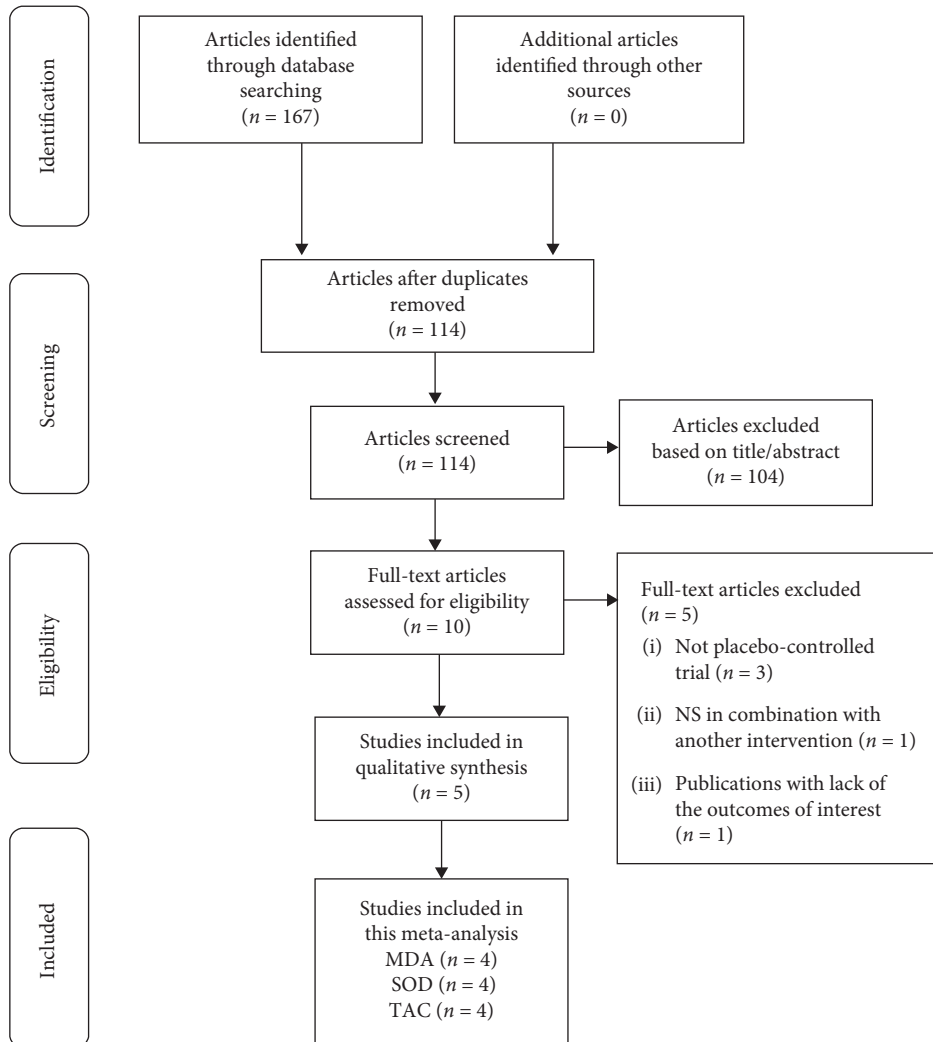 Identification
Articles identified
through database
searching
(n = 167)
Additional articles
identified through other
sources
(n = 0)
Screening
Articles after duplicates
removed
(n = 114)
Articles screened
(n = 114)
Articles excluded
based on title/abstract
(n = 104)
Eligibility
Full-text articles
assessed for eligibility
(n = 10)
Full-text articles excluded
(n = 5)
(i) Not placebo-controlled
trial (n = 3)
(ii) NS in combination with
another intervention (n = 1)
(iii) Publications with lack of
the outcomes of interest
(n = 1)
Studies included in
qualitative synthesis
(n = 5)
Included
Studies included in
this meta-analysis
MDA (n = 4)
SOD (n = 4)
TAC (n = 4)